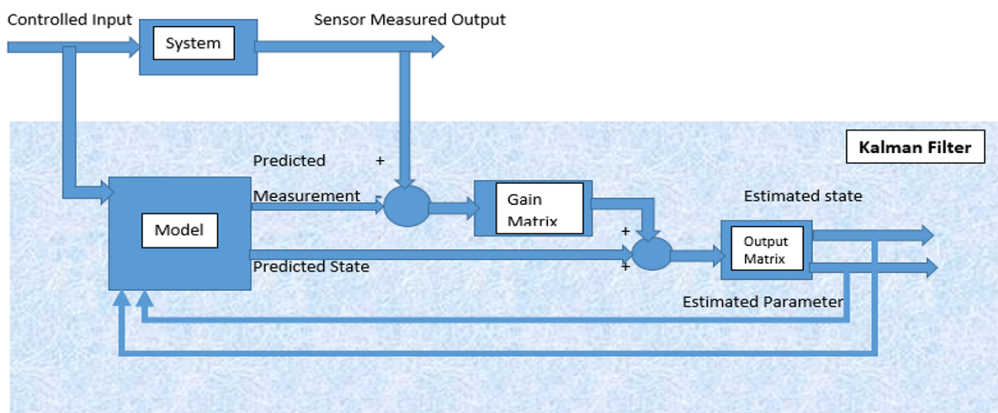 Controlled Input
Sensor Measured Output
System
Kalman Filter
Predicted
+
Measurement
-
Gain
Matrix
Estimated state
Model
+
Output
Matrix
Predicted State
+
Estimated Parameter